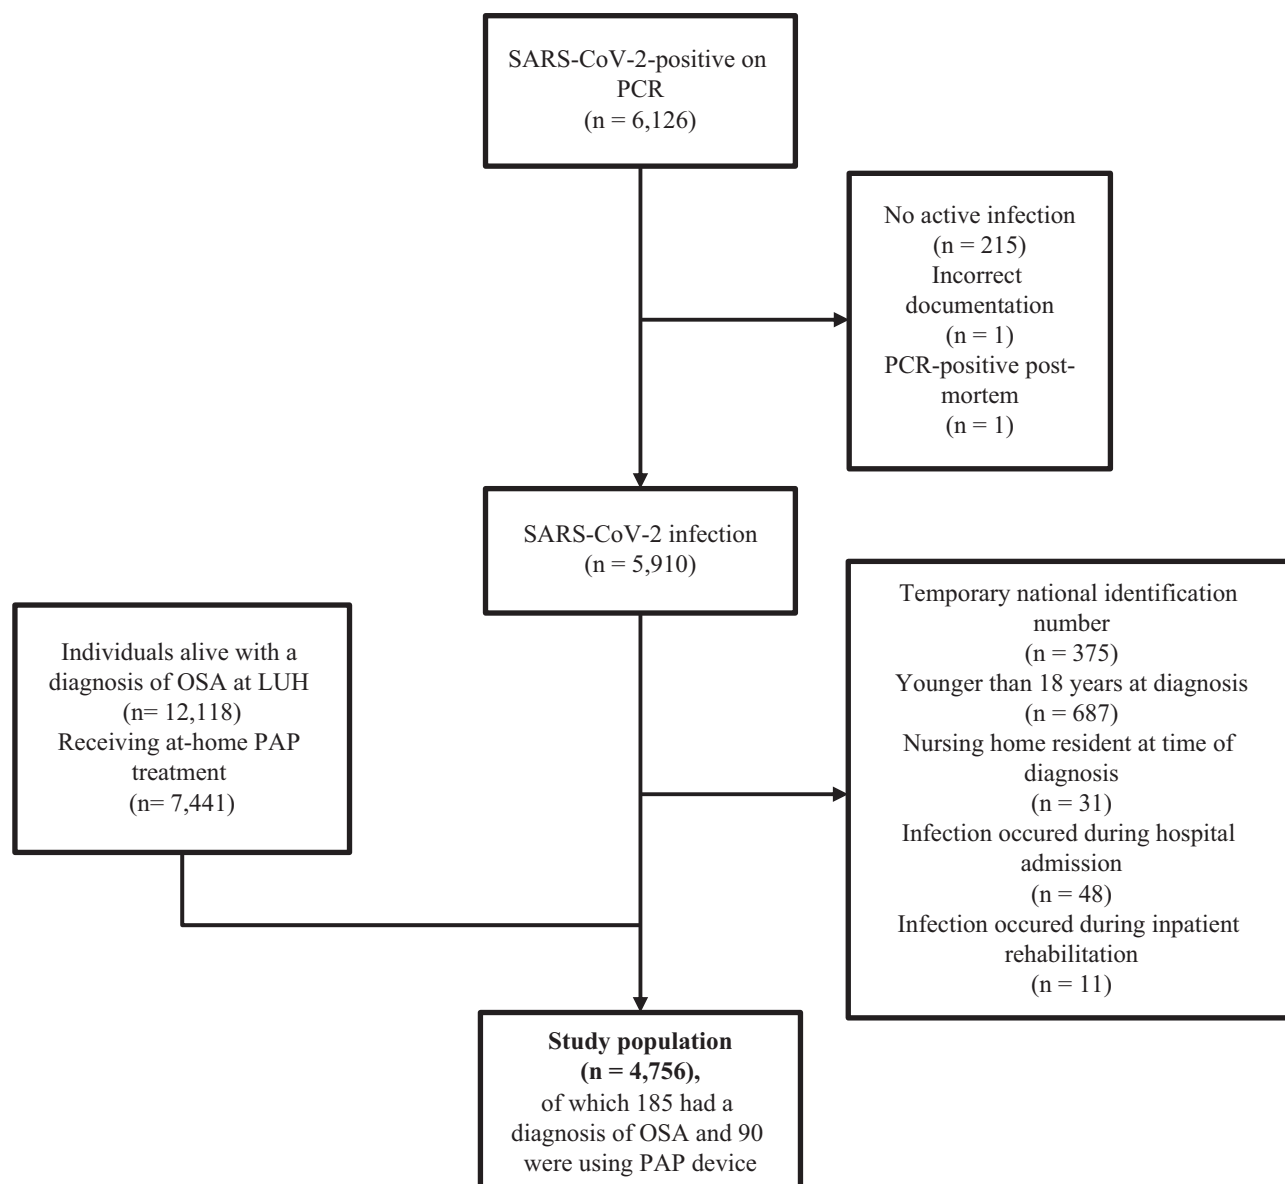 SARS-CoV-2-positive on
PCR
(n = 6,126)
No active infection
(n = 215)
Incorrect
documentation
(n = 1)
PCR-positive post-
mortem
(n = 1)
SARS-CoV-2 infection
(n = 5,910)
Individuals alive with a
diagnosis of OSA at LUH
(n= 12,118)
Receiving at-home PAP
treatment
(n= 7,441)
Temporary national identification
number
(n = 375)
Younger than 18 years at diagnosis
(n = 687)
Nursing home resident at time of
diagnosis
(n = 31)
Infection occured during hospital
admission
(n = 48)
Infection occured during inpatient
rehabilitation
(n = 11)
Study population
(n = 4,756),
of which 185 had a
diagnosis of OSA and 90
were using PAP device